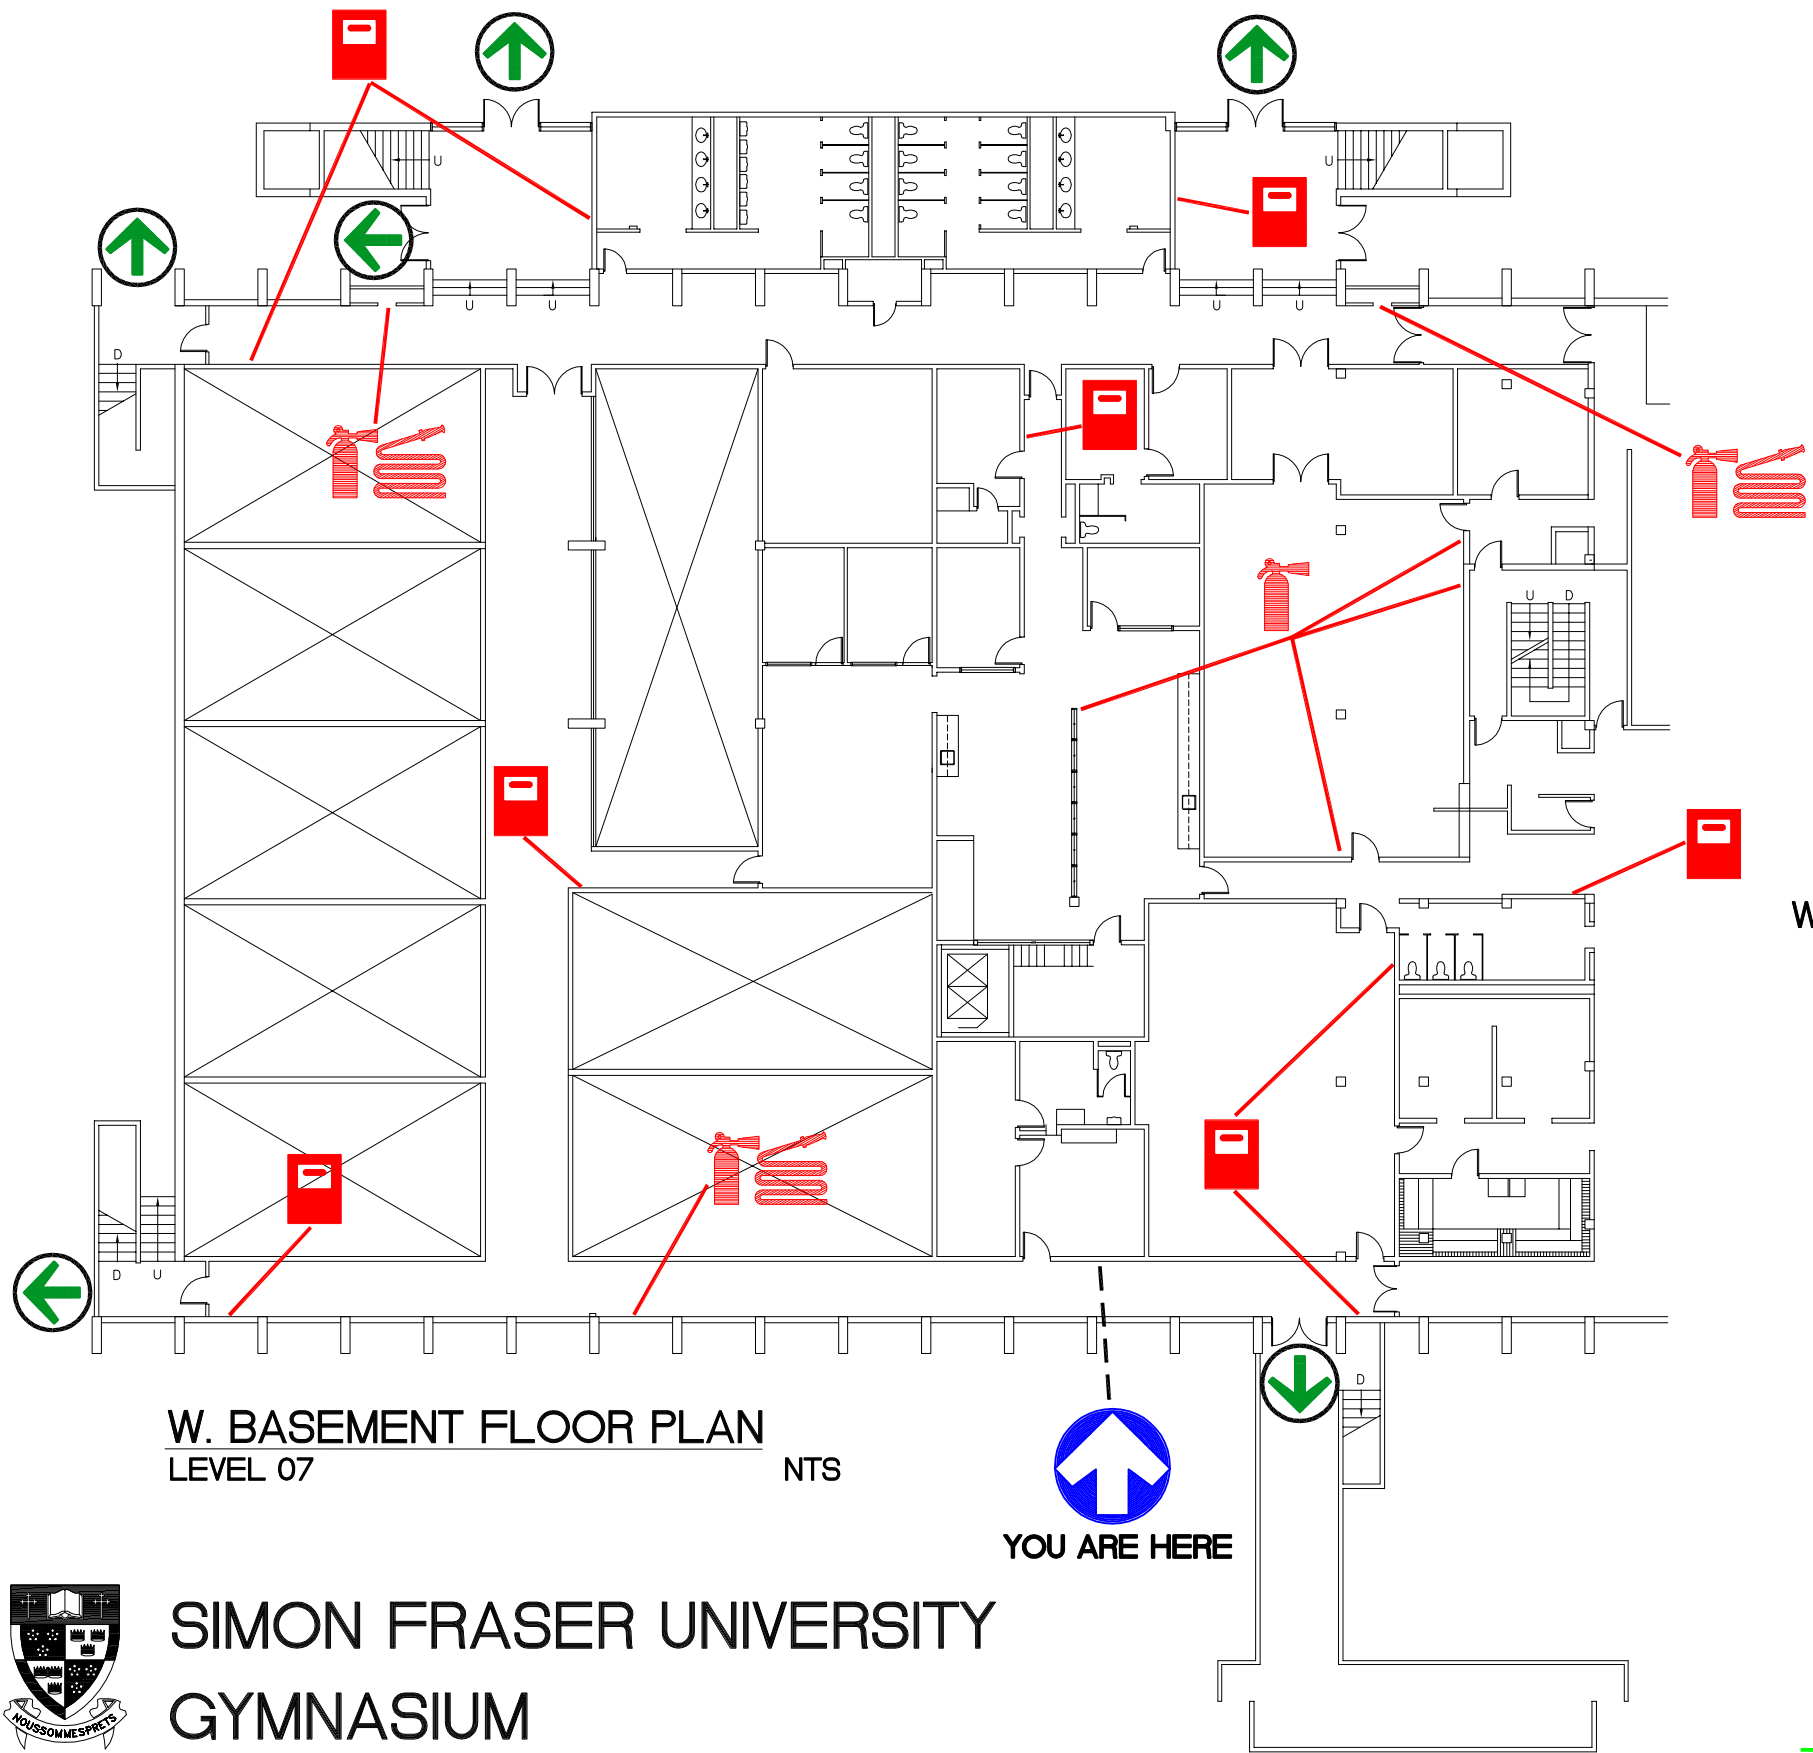 U
U
U
U
U
U
D
U
D
W
D
U
D
W. BASEMENT FLOOR PLAN
LEVEL 07
NTS
YOU ARE HERE
SIMON FRASER UNIVERSITY
GYMNASIUM
NOUS SOMMES PRETS